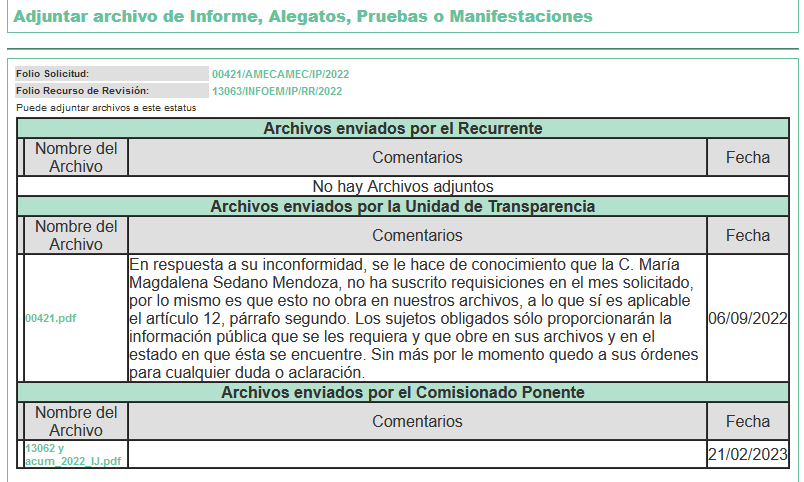 Adjuntar archivo de Informe, Alegatos, Pruebas o Manifestaciones
Folio Solicitud: 00421/AMECAMEC/IP/2022
Folio Recurso de Revisión: 13063/INFOEM/IP/RR/2022
Puede adjuntar archivos a este estatus
Archivos enviados por el Recurrente
Nombre del Archivo Comentarios Fecha
No hay Archivos adjuntos
Archivos enviados por la Unidad de Transparencia
Nombre del Archivo Comentarios Fecha
00421.pdf
En respuesta a su inconformidad, se le hace de conocimiento que la C. María
Magdalena Sedano Mendoza, no ha suscrito requisiciones en el mes solicitado,
por lo mismo es que esto no obra en nuestros archivos, a lo que sí es aplicable
el artículo 12, párrafo segundo. Los sujetos obligados sólo proporcionarán la
información pública que se les requiera y que obre en sus archivos y en el
estado en que ésta se encuentre. Sin más por le momento quedo a sus órdenes
para cualquier duda o aclaración.
06/09/2022
Archivos enviados por el Comisionado Ponente
Nombre del Archivo Comentarios Fecha
13062 y
acum_2022_IJ.pdf
21/02/2023